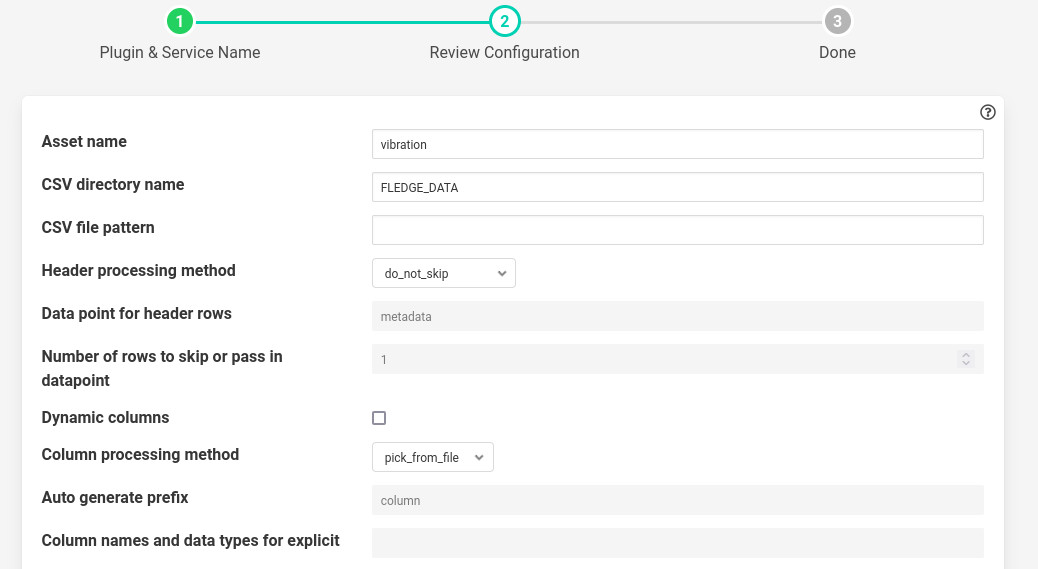 1
2
3
Plugin & Service Name
Review Configuration
Done
Asset name
vibration
CSV directory name
FLEDGE_DATA
CSV file pattern
Header processing method
do_not_skip
Data point for header rows
metadata
Number of rows to skip or pass in
datapoint
1
Dynamic columns
Column processing method
pick_from_file
Auto generate prefix
column
Column names and data types for explicit